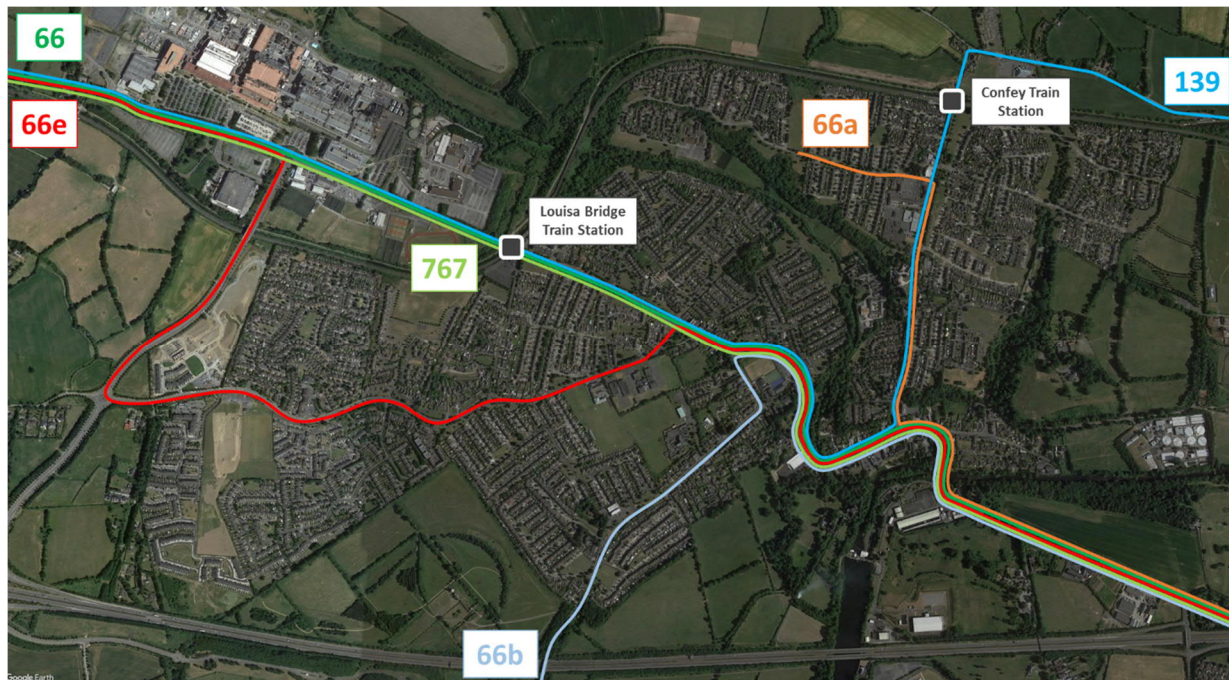 66
66e
139
66a
Confey Train
Station
Louisa Bridge
Train Station
767
66b
Google Earth